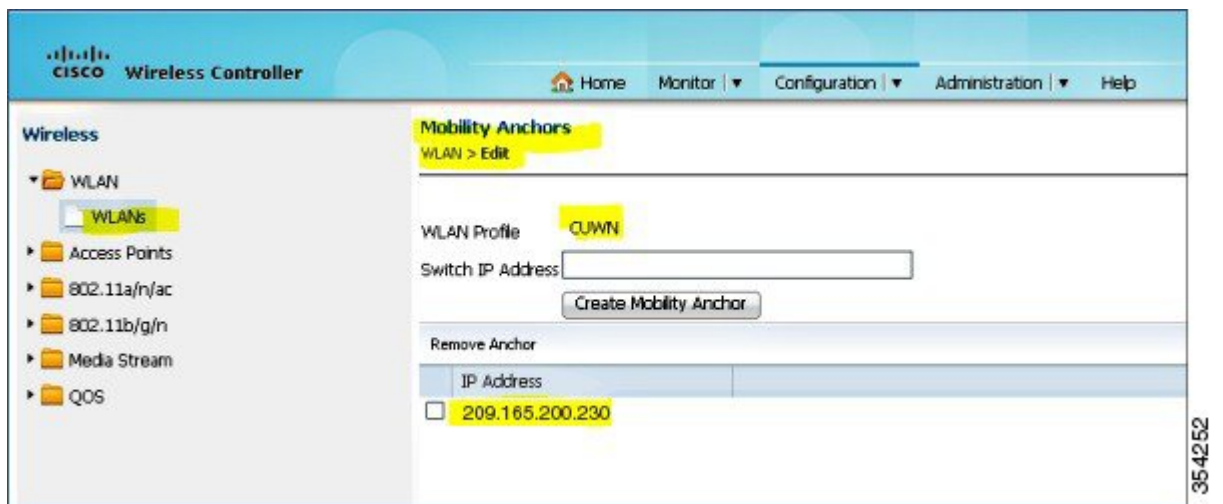 CISCO Wireless Controller
Home Monitor Configuration Administration Help
Wireless
WLAN
WLANs
Access Points
802.11a/n/ac
802.11b/g/n
Media Stream
QOS
Mobility Anchors
WLAN > Edit
WLAN Profile CUWN
Switch IP Address
Create Mobility Anchor
Remove Anchor
IP Address
209.165.200.230
354252